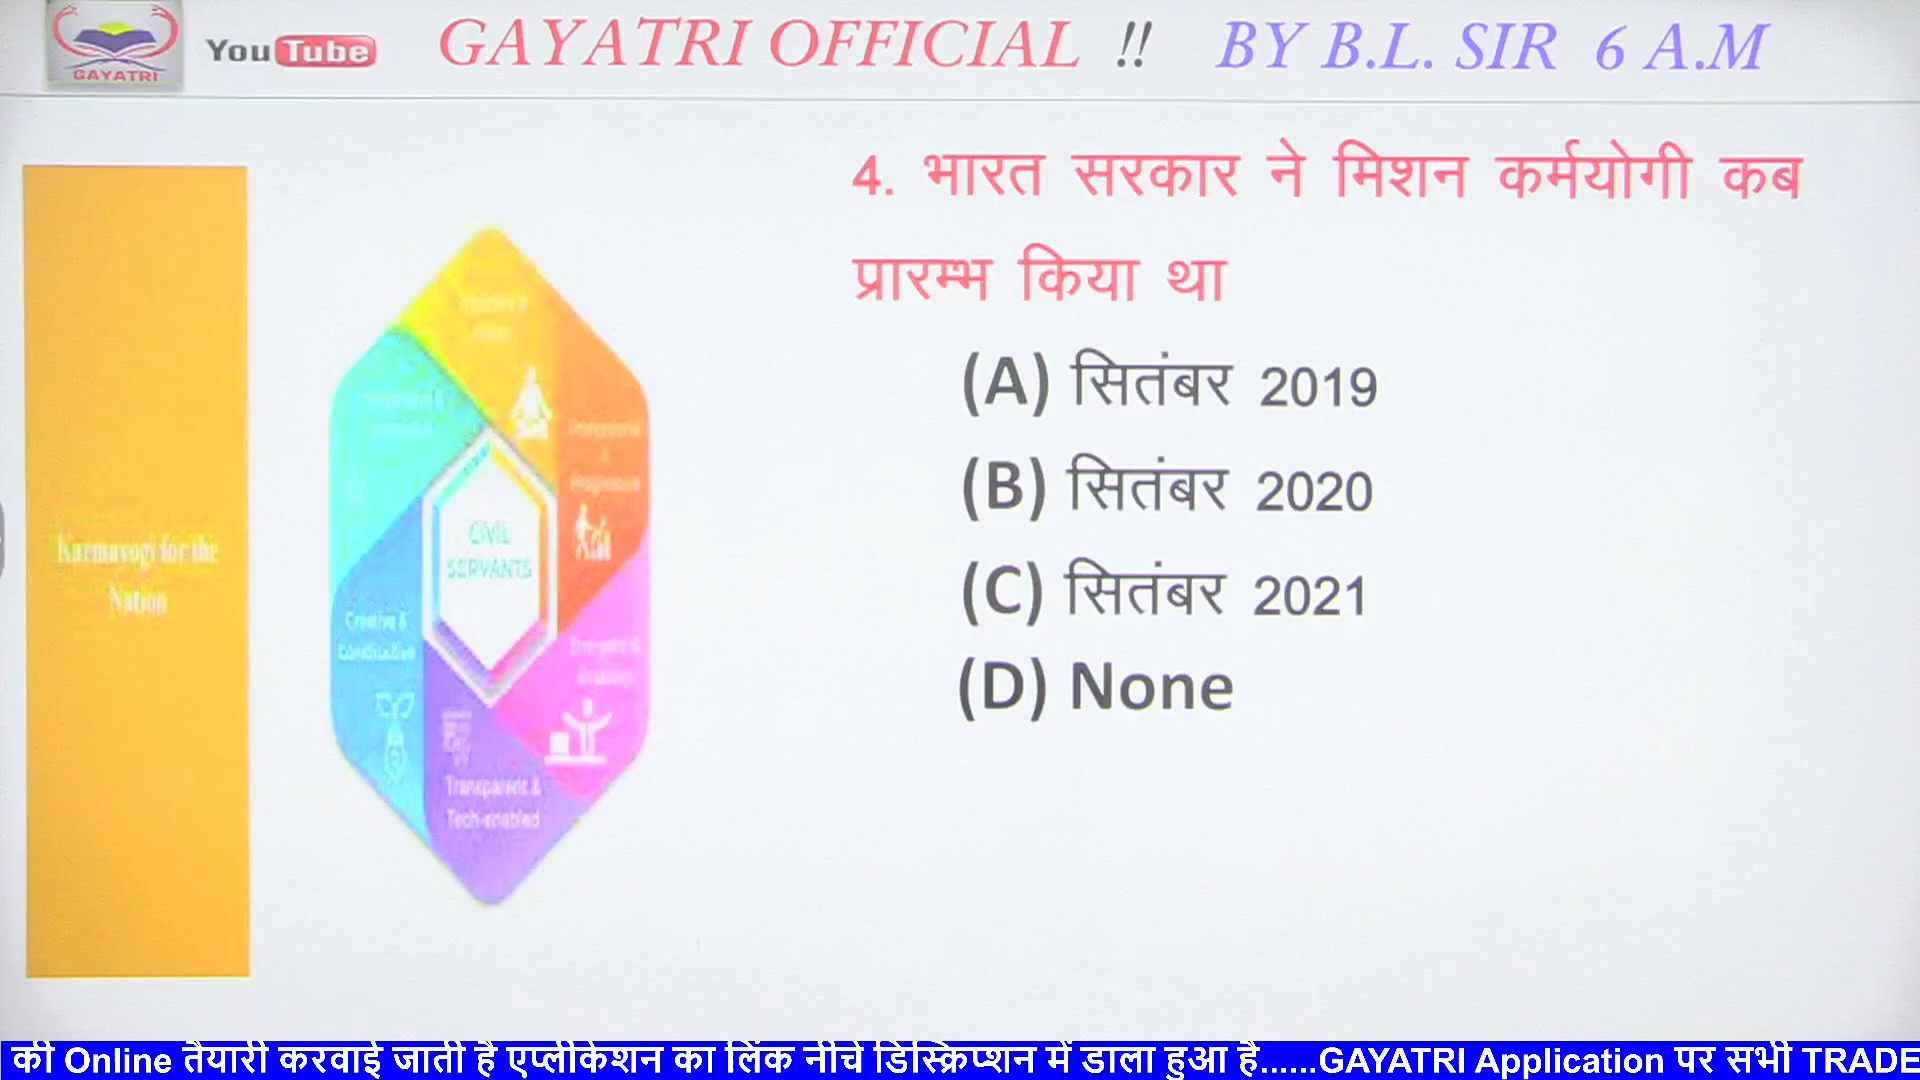 GAYATRI
YouTube
GAYATRI OFFICIAL !! BY B.L. SIR 6 A.M
4. भारत सरकार ने मिशन कर्मयोगी कब
प्रारम्भ किया था
(A) सितंबर 2019
(B) सितंबर 2020
(C) सितंबर 2021
(D) None
Karmayogi for the
Nation
CIVIL
SERVANTS
Creative &
Constructive
Energetic &
Transparent &
Tech-enabled
की Online तैयारी करवाई जाती है एप्लीकेशन का लिंक नीचे डिस्क्रिप्शन में डाला हुआ है......GAYATRI Application पर सभी TRADE